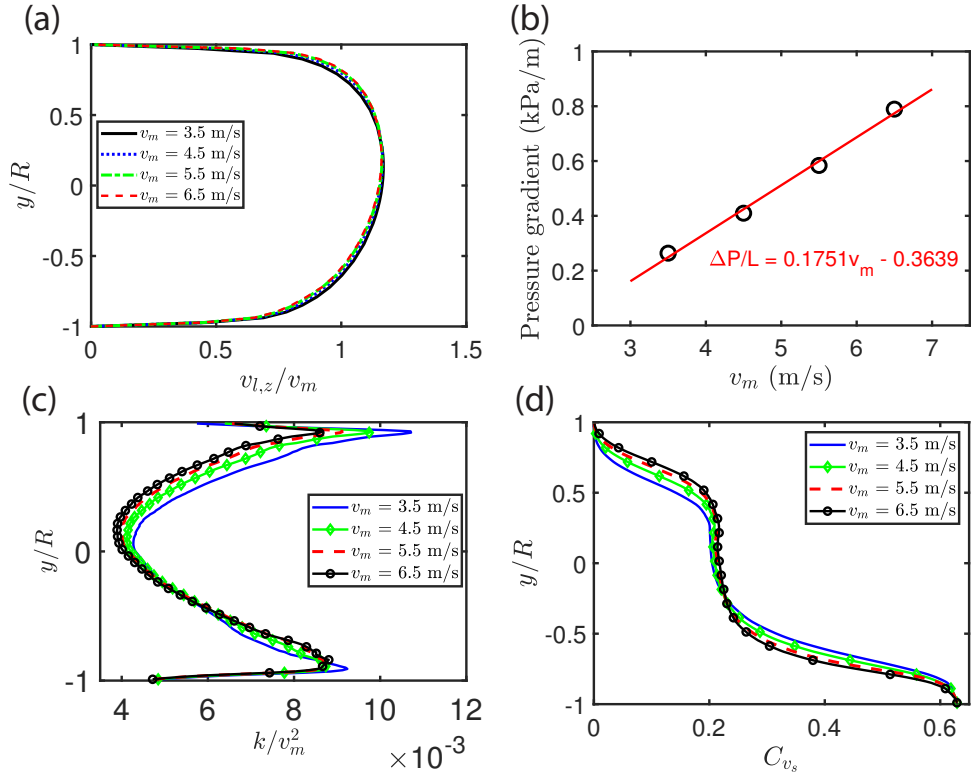 (a)
1
0.5
0
-0.5
-1
y/R
v_m = 3.5 m/s
v_m = 4.5 m/s
v_m = 5.5 m/s
v_m = 6.5 m/s
0
0.5
1
1.5
v_{l,z}/v_m
(b)
1
0.8
0.6
0.4
0.2
0
Pressure gradient (kPa/m)
ΔP/L = 0.1751v_m - 0.3639
3
4
5
6
7
v_m (m/s)
(c)
1
0
-1
y/R
v_m = 3.5 m/s
v_m = 4.5 m/s
v_m = 5.5 m/s
v_m = 6.5 m/s
4
6
8
10
12
k/v_m^2
×10^{-3}
(d)
1
0.5
0
-0.5
-1
y/R
v_m = 3.5 m/s
v_m = 4.5 m/s
v_m = 5.5 m/s
v_m = 6.5 m/s
0
0.2
0.4
0.6
C_{v_s}